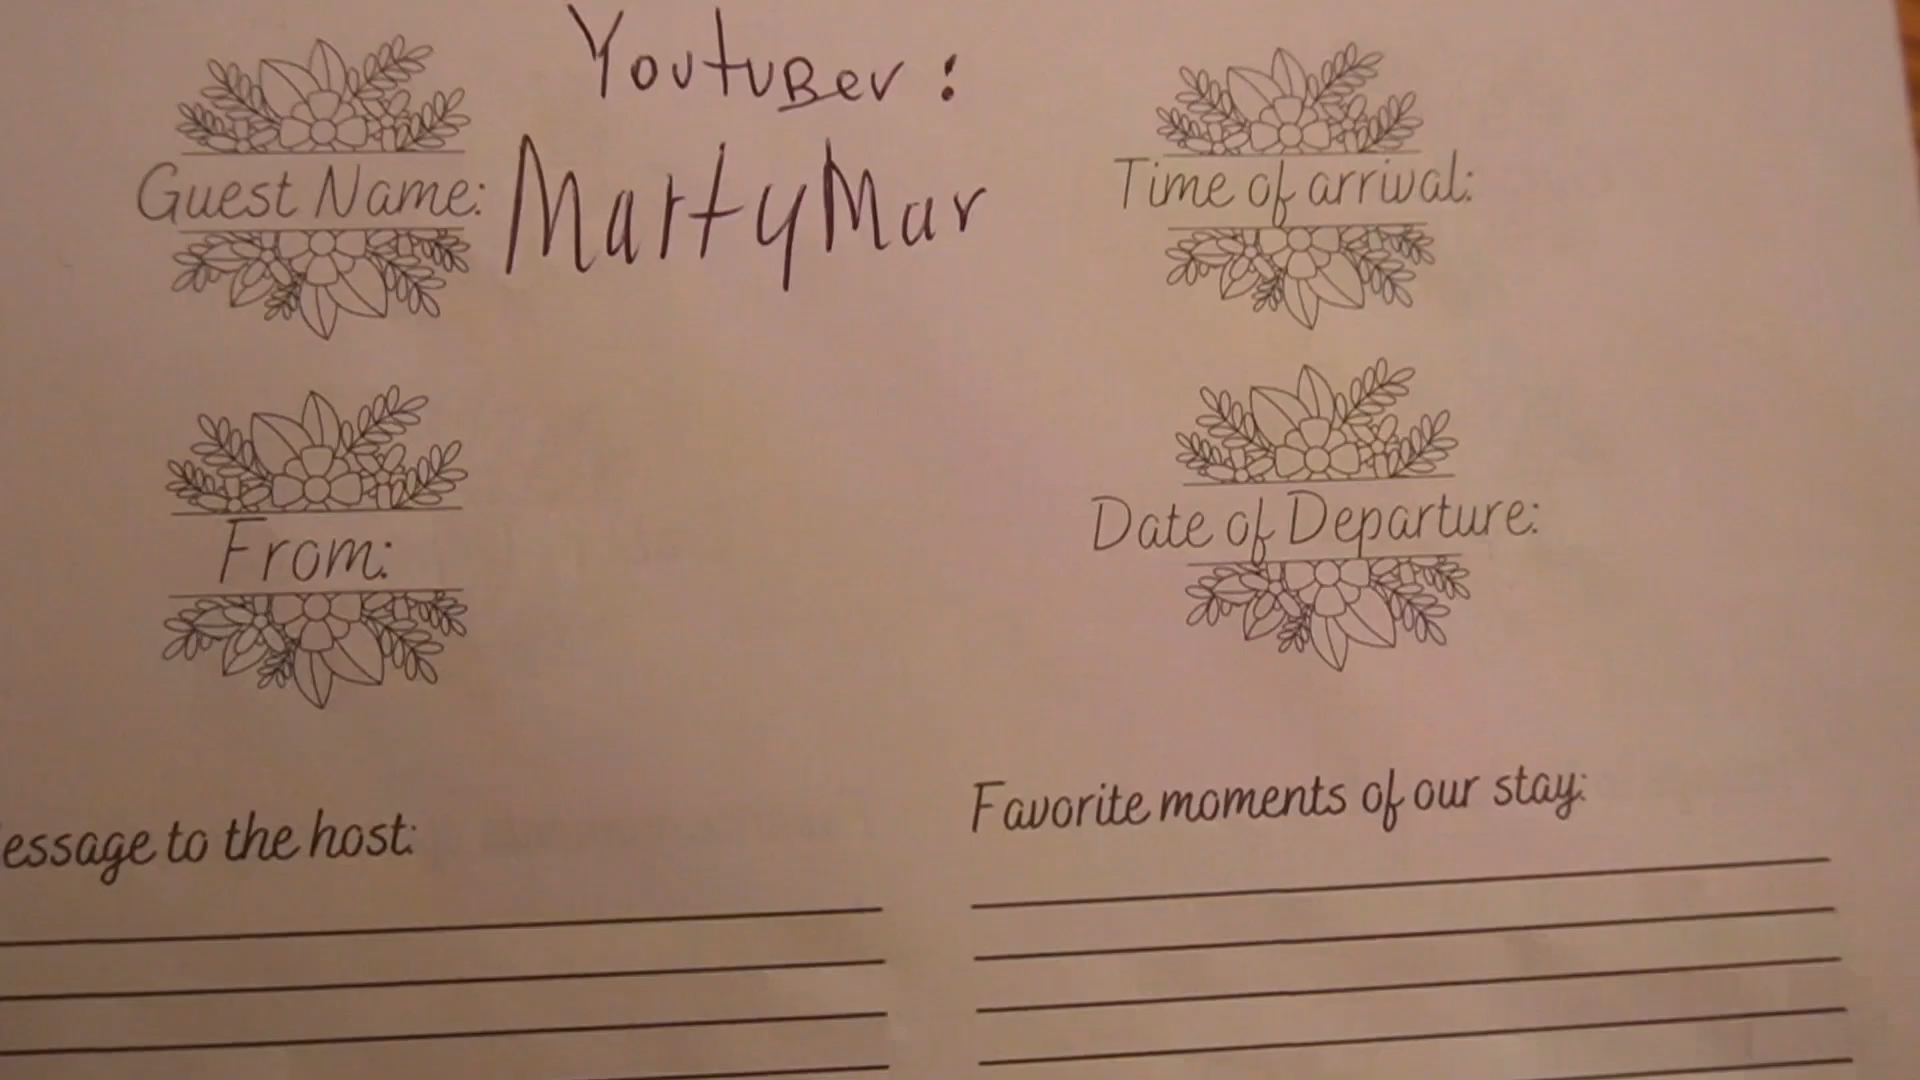 Youtuber:
Guest Name: MartyMar
Time of arrival:
From:
Date of Departure:
essage to the host:
Favorite moments of our stay: